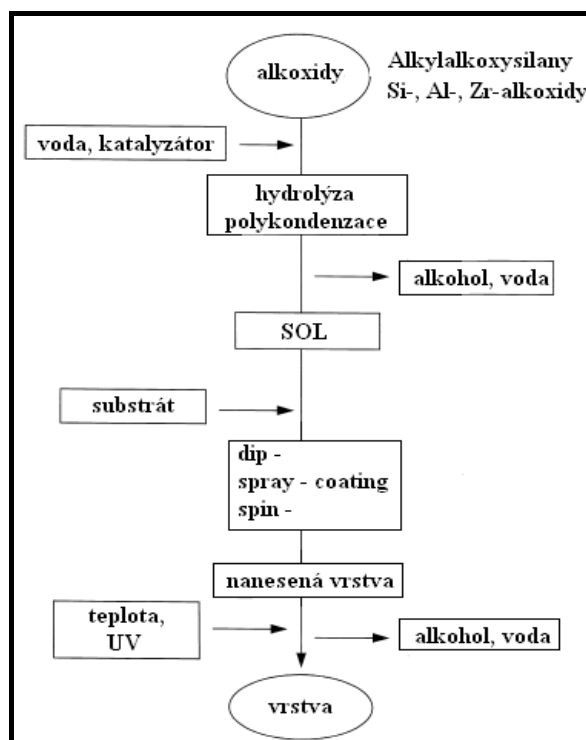 alkoxidy
Alkylalkoxysilany
Si-, Al-, Zr-alkoxidy
voda, katalyzátor
hydrolýza
polykondenzace
alkohol, voda
SOL
substrát
dip -
spray - coating
spin -
nanesená vrstva
teplota,
UV
alkohol, voda
vrstva